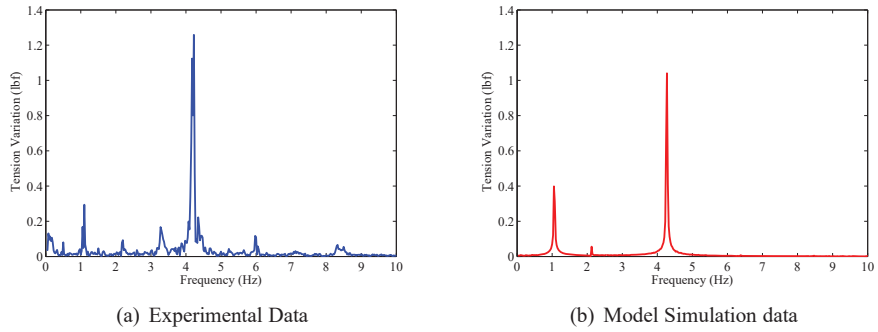 1.4
1.2
1
0.8
0.6
0.4
0.2
0
Tension Variation (lbf)
0 1 2 3 4 5 6 7 8 9 10
Frequency (Hz)
(a) Experimental Data
1.4
1.2
1
0.8
0.6
0.4
0.2
0
Tension Variation (lbf)
0 1 2 3 4 5 6 7 8 9 10
Frequency (Hz)
(b) Model Simulation data